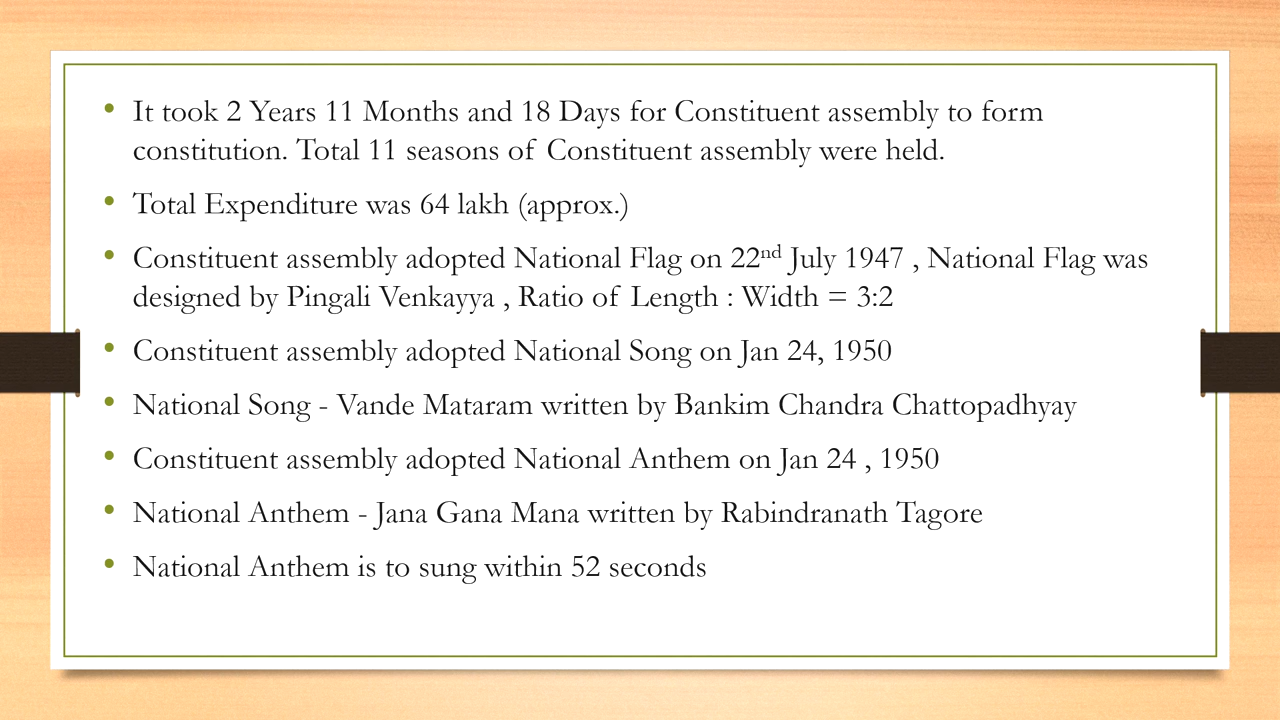 • It took 2 Years 11 Months and 18 Days for Constituent assembly to form
constitution. Total 11 seasons of Constituent assembly were held.
• Total Expenditure was 64 lakh (approx.)
• Constituent assembly adopted National Flag on 22nd July 1947 , National Flag was
designed by Pingali Venkayya , Ratio of Length : Width = 3:2
• Constituent assembly adopted National Song on Jan 24, 1950
• National Song - Vande Mataram written by Bankim Chandra Chattopadhyay
• Constituent assembly adopted National Anthem on Jan 24 , 1950
• National Anthem - Jana Gana Mana written by Rabindranath Tagore
• National Anthem is to sung within 52 seconds